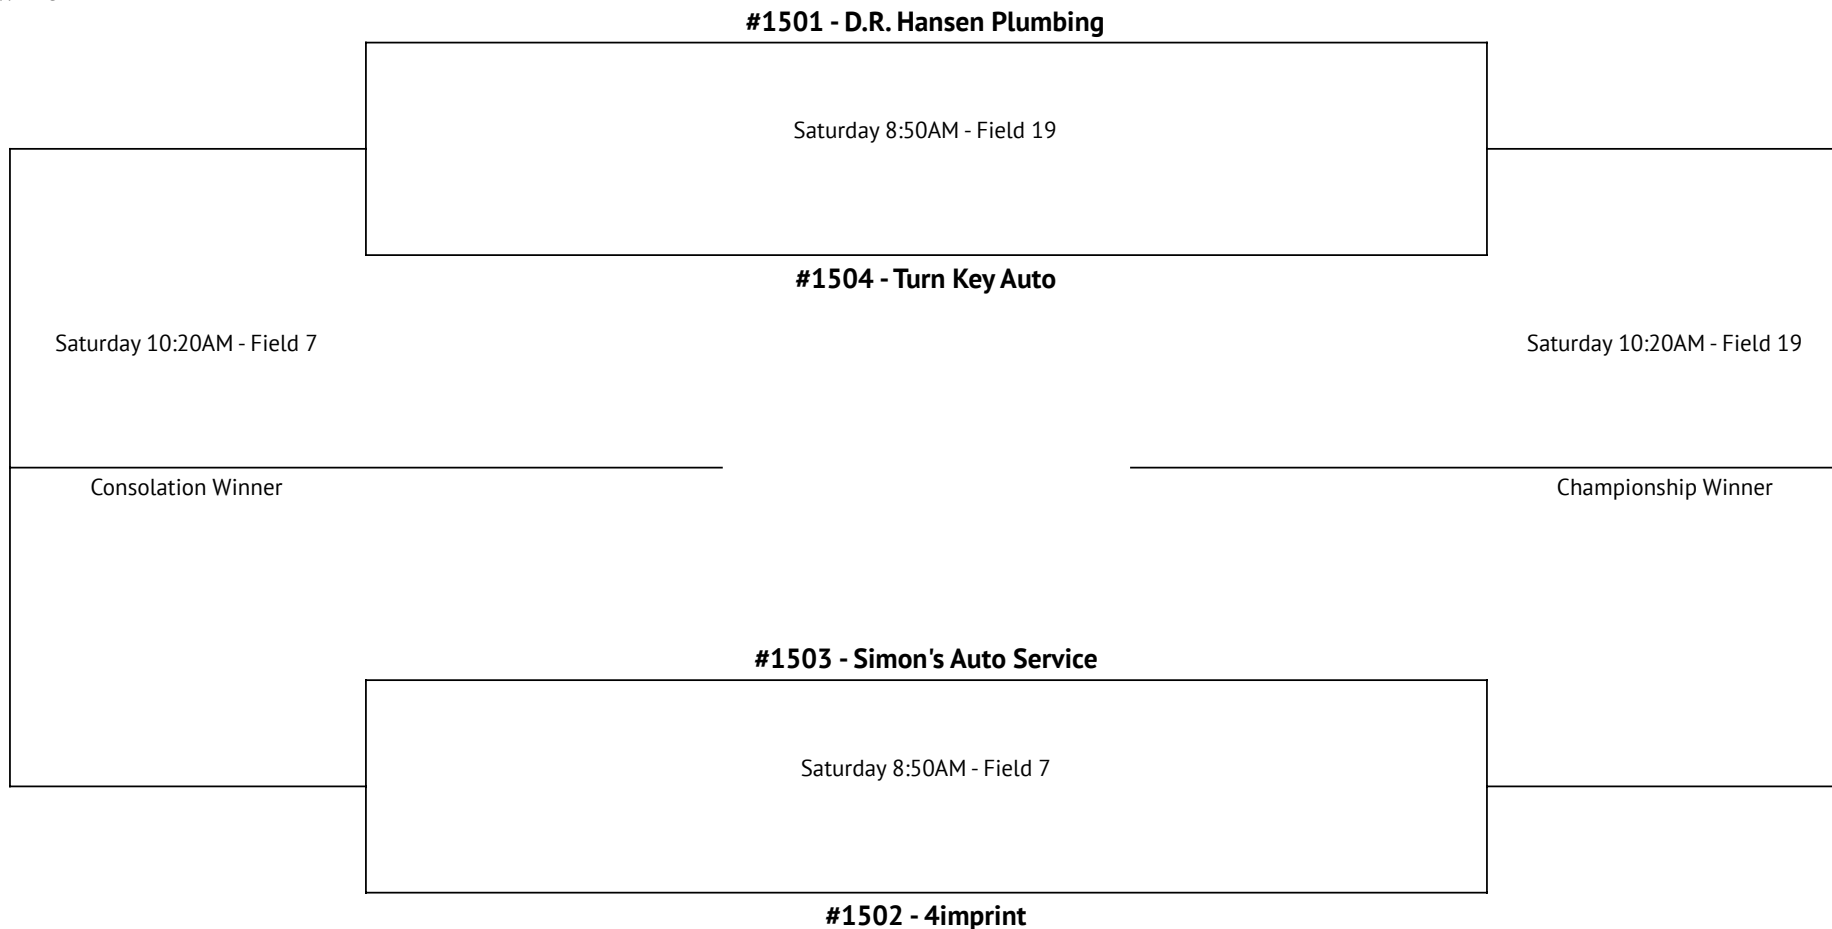 #1501 - D.R. Hansen Plumbing
Saturday 8:50AM - Field 19
#1504 - Turn Key Auto
Saturday 10:20AM - Field 7
Saturday 10:20AM - Field 19
Consolation Winner
Championship Winner
#1503 - Simon's Auto Service
Saturday 8:50AM - Field 7
#1502 - 4imprint